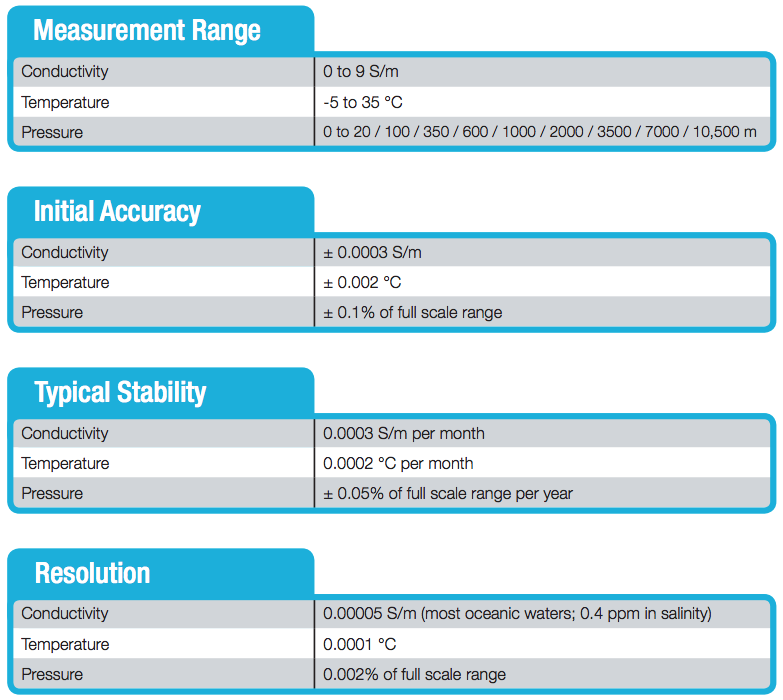 Measurement Range
Conductivity 0 to 9 S/m
Temperature -5 to 35 °C
Pressure 0 to 20 / 100 / 350 / 600 / 1000 / 2000 / 3500 / 7000 / 10,500 m
Initial Accuracy
Conductivity ± 0.0003 S/m
Temperature ± 0.002 °C
Pressure ± 0.1% of full scale range
Typical Stability
Conductivity 0.0003 S/m per month
Temperature 0.0002 °C per month
Pressure ± 0.05% of full scale range per year
Resolution
Conductivity 0.00005 S/m (most oceanic waters; 0.4 ppm in salinity)
Temperature 0.0001 °C
Pressure 0.002% of full scale range